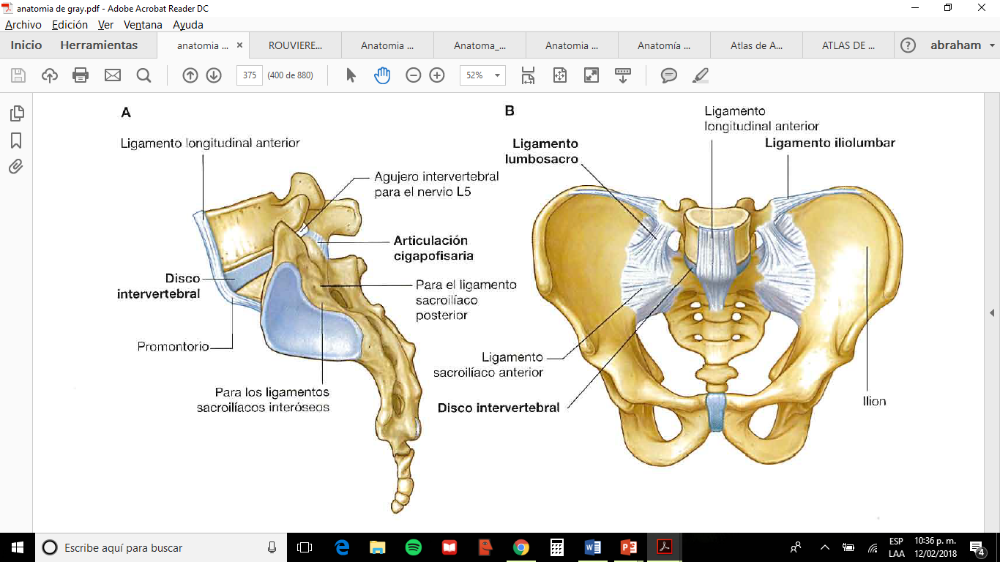 anatomia de gray.pdf - Adobe Acrobat Reader DC
Archivo Edición Ver Ventana Ayuda
Inicio Herramientas anatomia ... × ROUVIERE... Anatomia ... Anatoma_... Anatomia ... Anatomía ... Atlas de A... ATLAS DE ... ? abraham
375 (400 de 880) 52%
A
Ligamento longitudinal anterior
Agujero intervertebral
para el nervio L5
Articulación
cigapofisaria
Disco
intervertebral
Para el ligamento
sacroilíaco
posterior
Promontorio
Para los ligamentos
sacroilíacos interóseos
B
Ligamento
longitudinal anterior
Ligamento
lumbosacro
Ligamento iliolumbar
Ligamento
sacroilíaco anterior
Disco intervertebral
Ilion
Escribe aquí para buscar
ESP
LAA
10:36 p. m.
12/02/2018
4